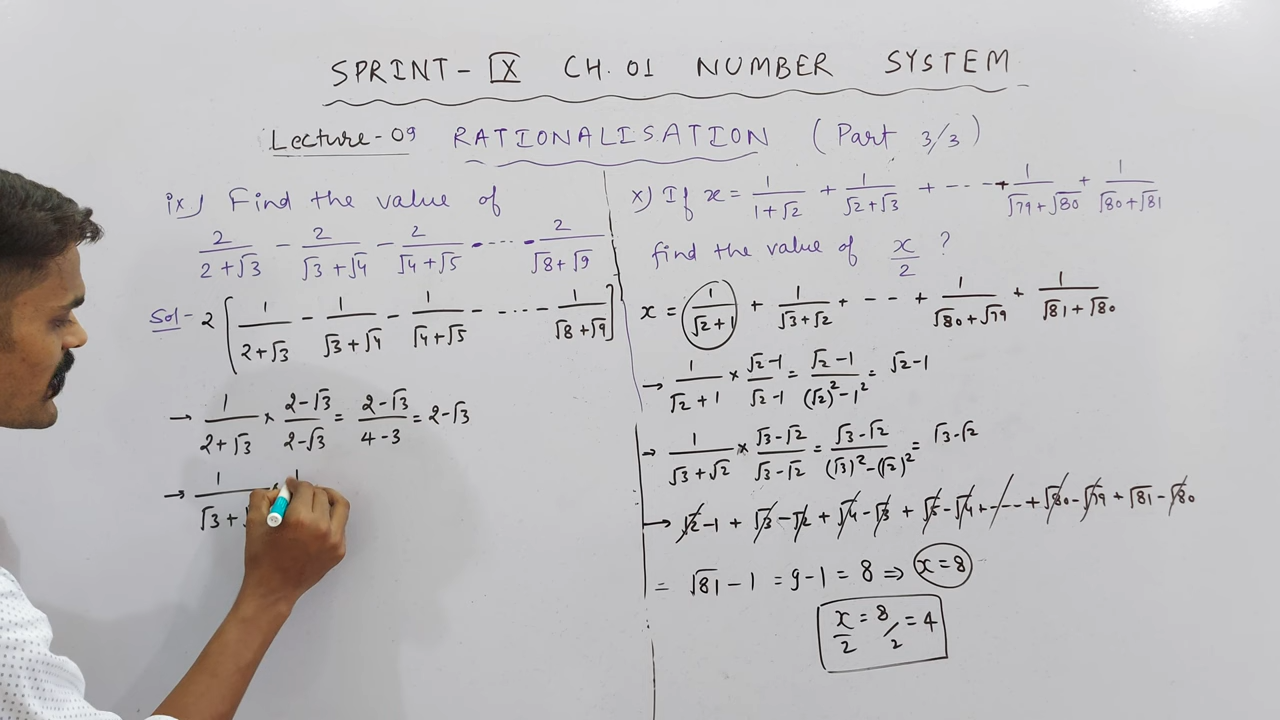 SPRINT - IX CH. 01 NUMBER SYSTEM
Lecture - 09 RATIONALISATION (Part 3/3)
ix) Find the value of
2/(2+√3) - 2/(√3+√4) - 2/(√4+√5) ..... 2/(√8+√9)
Sol- 2[1/(2+√3) - 1/(√3+√4) - 1/(√4+√5) - ..... - 1/(√8+√9)]
→ 1/(2+√3) × (2-√3)/(2-√3) = (2-√3)/(4-3) = 2-√3
→ 1/(√3+
x) If x = 1/(1+√2) + 1/(√2+√3) + ---- + 1/(√79+√80) + 1/(√80+√81)
find the value of x/2 ?
x = 1/(√2+1) + 1/(√3+√2) + --- + 1/(√80+√79) + 1/(√81+√80)
→ 1/(√2+1) × (√2-1)/(√2-1) = (√2-1)/((√2)²-1²) = √2-1
→ 1/(√3+√2) × (√3-√2)/(√3-√2) = (√3-√2)/((√3)²-(√2)²) = √3-√2
→ √2-1 + √3-√2 + √4-√3 + √5-√4 + ---- + √80-√79 + √81-√80
= √81-1 = 9-1 = 8 ⇒ x=8
x/2 = 8/2 = 4